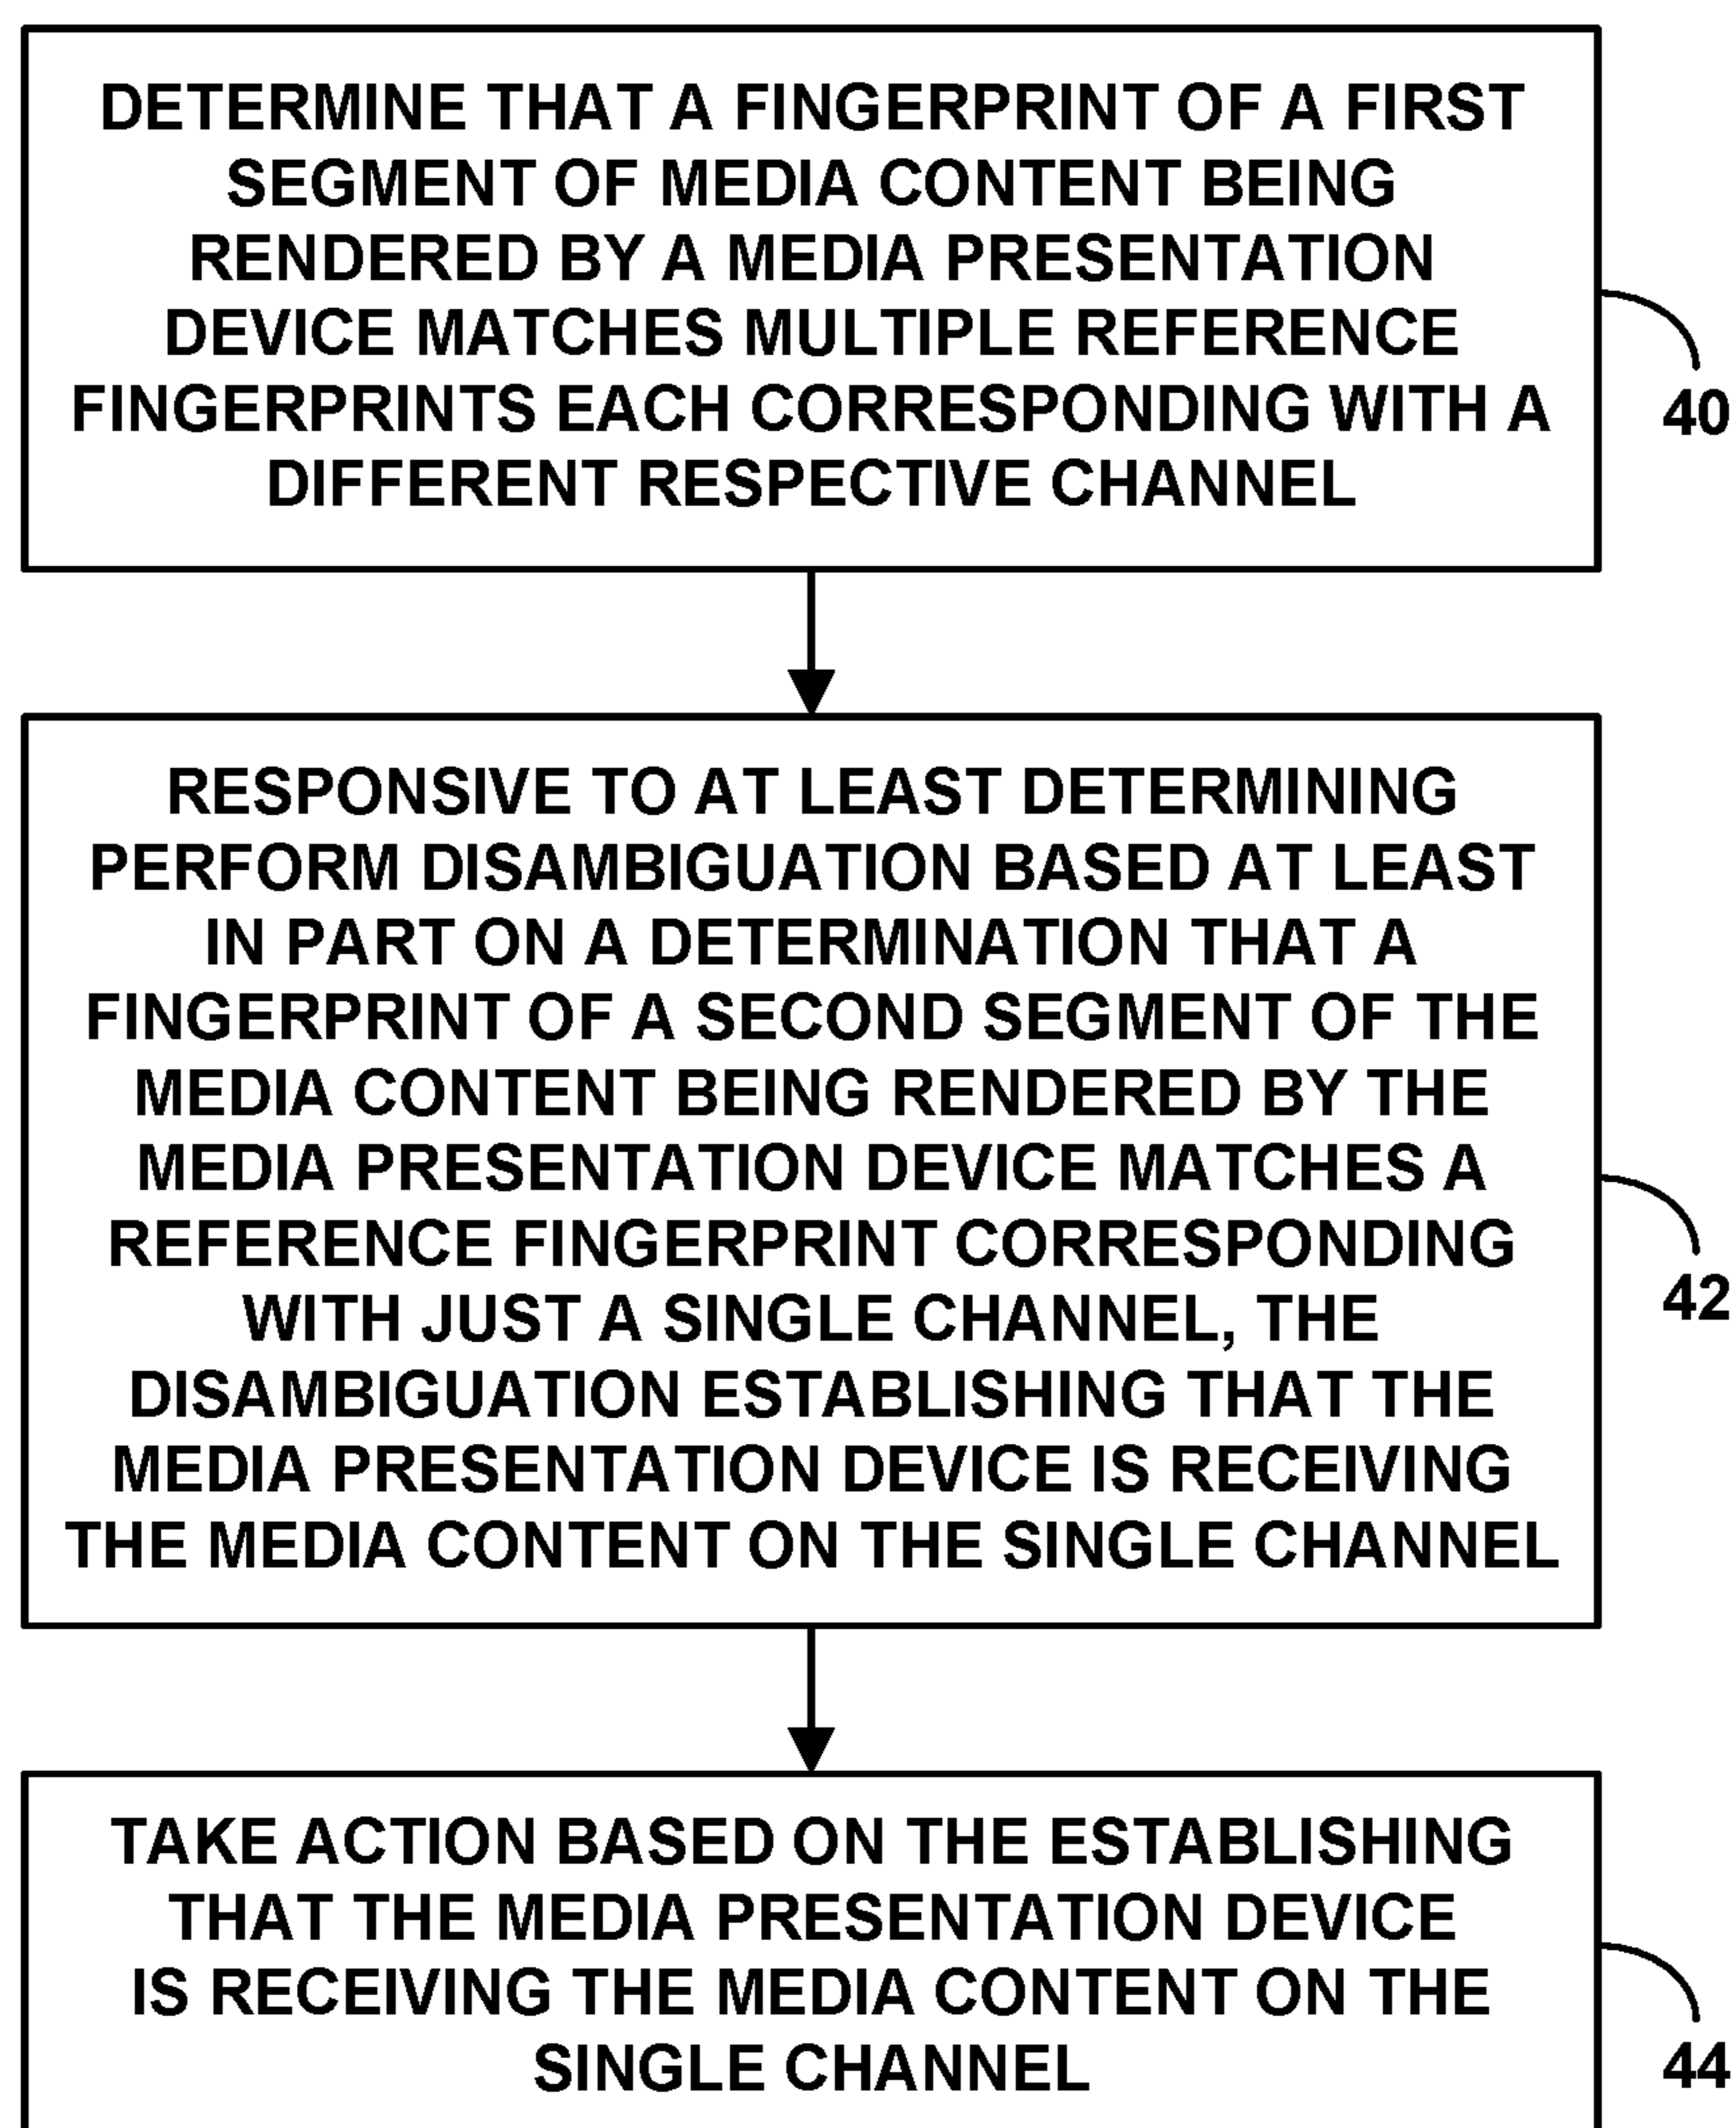 DETERMINE THAT A FINGERPRINT OF A FIRST
SEGMENT OF MEDIA CONTENT BEING
RENDERED BY A MEDIA PRESENTATION
DEVICE MATCHES MULTIPLE REFERENCE
FINGERPRINTS EACH CORRESPONDING WITH A
DIFFERENT RESPECTIVE CHANNEL
40
RESPONSIVE TO AT LEAST DETERMINING
PERFORM DISAMBIGUATION BASED AT LEAST
IN PART ON A DETERMINATION THAT A
FINGERPRINT OF A SECOND SEGMENT OF THE
MEDIA CONTENT BEING RENDERED BY THE
MEDIA PRESENTATION DEVICE MATCHES A
REFERENCE FINGERPRINT CORRESPONDING
WITH JUST A SINGLE CHANNEL, THE
DISAMBIGUATION ESTABLISHING THAT THE
MEDIA PRESENTATION DEVICE IS RECEIVING
THE MEDIA CONTENT ON THE SINGLE CHANNEL
42
TAKE ACTION BASED ON THE ESTABLISHING
THAT THE MEDIA PRESENTATION DEVICE
IS RECEIVING THE MEDIA CONTENT ON THE
SINGLE CHANNEL
44